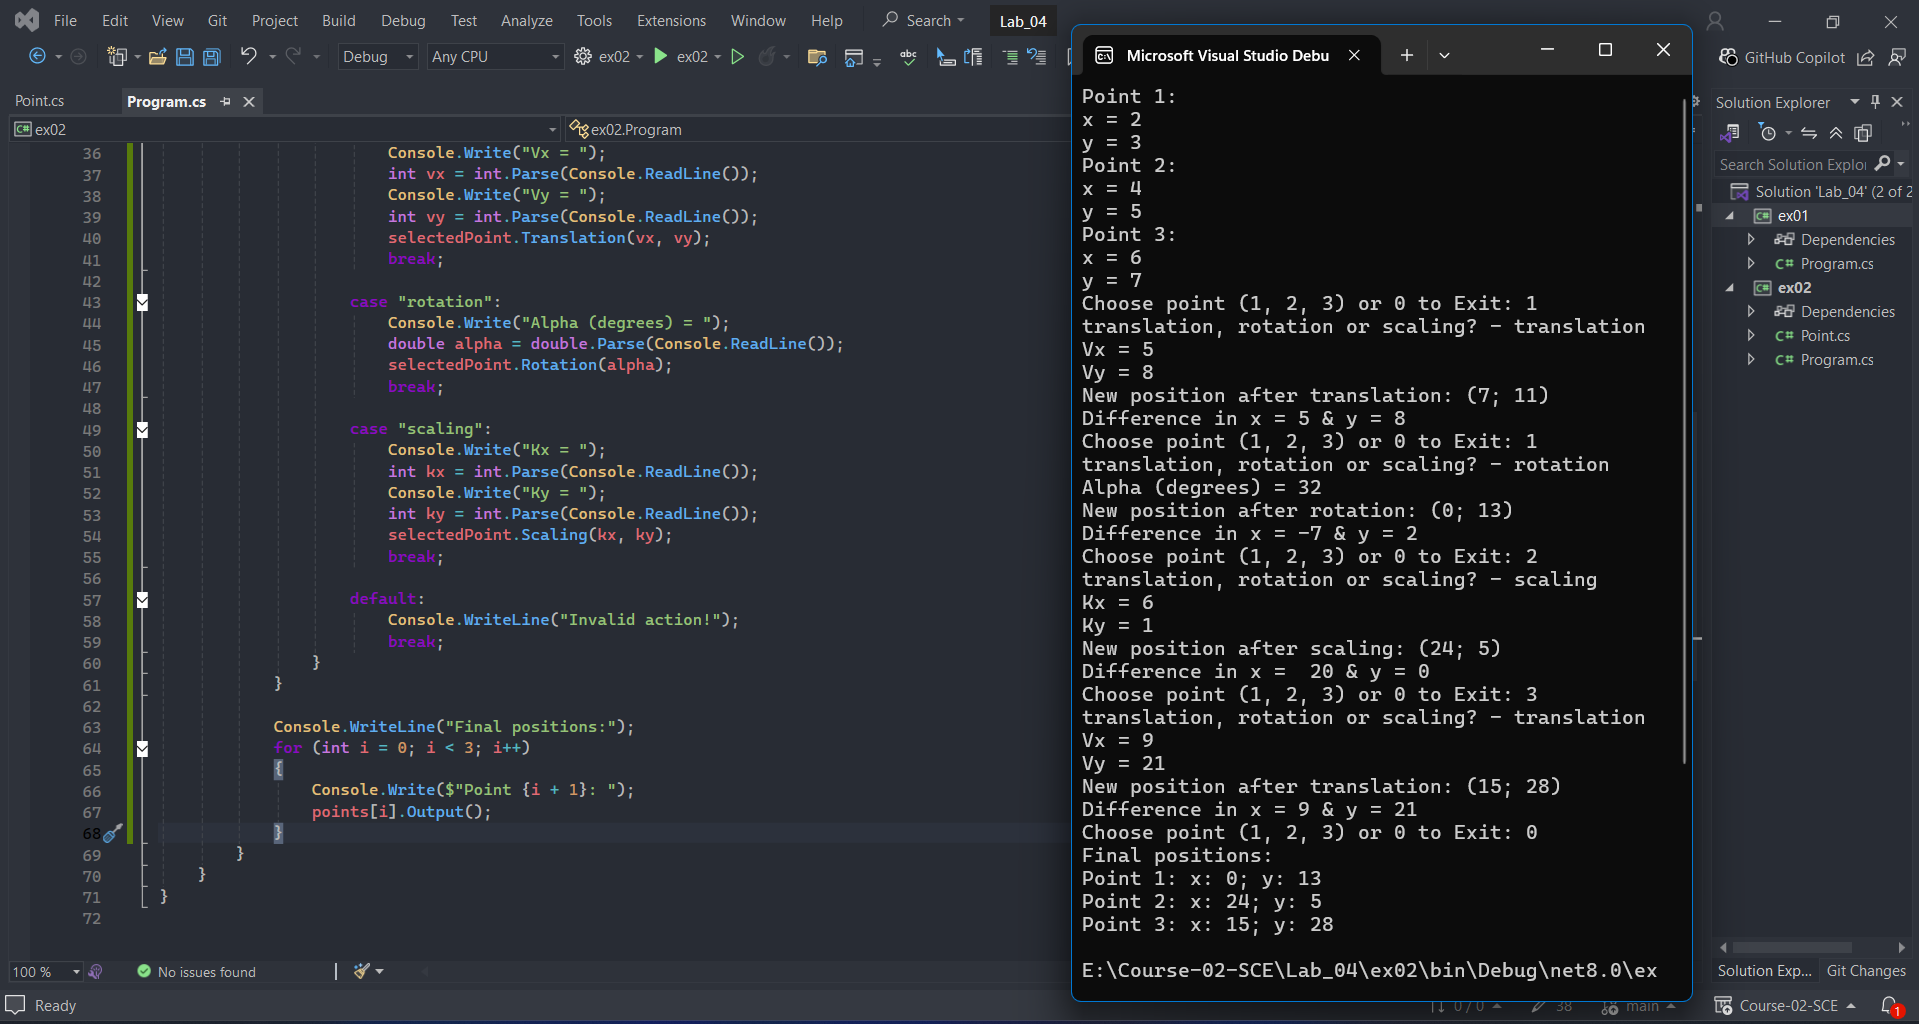 File Edit View Git Project Build Debug Test Analyze Tools Extensions Window Help Search Lab_04
Debug Any CPU ex02 ex02 abc
GitHub Copilot
Point.cs Program.cs
ex02 ex02.Program
36 Console.Write("Vx = ");
37 int vx = int.Parse(Console.ReadLine());
38 Console.Write("Vy = ");
39 int vy = int.Parse(Console.ReadLine());
40 selectedPoint.Translation(vx, vy);
41 break;
42
43 case "rotation":
44 Console.Write("Alpha (degrees) = ");
45 double alpha = double.Parse(Console.ReadLine());
46 selectedPoint.Rotation(alpha);
47 break;
48
49 case "scaling":
50 Console.Write("Kx = ");
51 int kx = int.Parse(Console.ReadLine());
52 Console.Write("Ky = ");
53 int ky = int.Parse(Console.ReadLine());
54 selectedPoint.Scaling(kx, ky);
55 break;
56
57 default:
58 Console.WriteLine("Invalid action!");
59 break;
60 }
61 }
62
63 Console.WriteLine("Final positions:");
64 for (int i = 0; i < 3; i++)
65 {
66 Console.Write($"Point {i + 1}: ");
67 points[i].Output();
68 }
69 }
70 }
71 }
72
100 % No issues found
Ready
Microsoft Visual Studio Debu
Point 1:
x = 2
y = 3
Point 2:
x = 4
y = 5
Point 3:
x = 6
y = 7
Choose point (1, 2, 3) or 0 to Exit: 1
translation, rotation or scaling? - translation
Vx = 5
Vy = 8
New position after translation: (7; 11)
Difference in x = 5 & y = 8
Choose point (1, 2, 3) or 0 to Exit: 1
translation, rotation or scaling? - rotation
Alpha (degrees) = 32
New position after rotation: (0; 13)
Difference in x = -7 & y = 2
Choose point (1, 2, 3) or 0 to Exit: 2
translation, rotation or scaling? - scaling
Kx = 6
Ky = 1
New position after scaling: (24; 5)
Difference in x =  20 & y = 0
Choose point (1, 2, 3) or 0 to Exit: 3
translation, rotation or scaling? - translation
Vx = 9
Vy = 21
New position after translation: (15; 28)
Difference in x = 9 & y = 21
Choose point (1, 2, 3) or 0 to Exit: 0
Final positions:
Point 1: x: 0; y: 13
Point 2: x: 24; y: 5
Point 3: x: 15; y: 28
E:\Course-02-SCE\Lab_04\ex02\bin\Debug\net8.0\ex
Solution Explorer
Search Solution Explo
Solution 'Lab_04' (2 of 2
C# ex01
Dependencies
C# Program.cs
C# ex02
Dependencies
C# Point.cs
C# Program.cs
Solution Exp... Git Changes
0 / 0 38 main Course-02-SCE 1